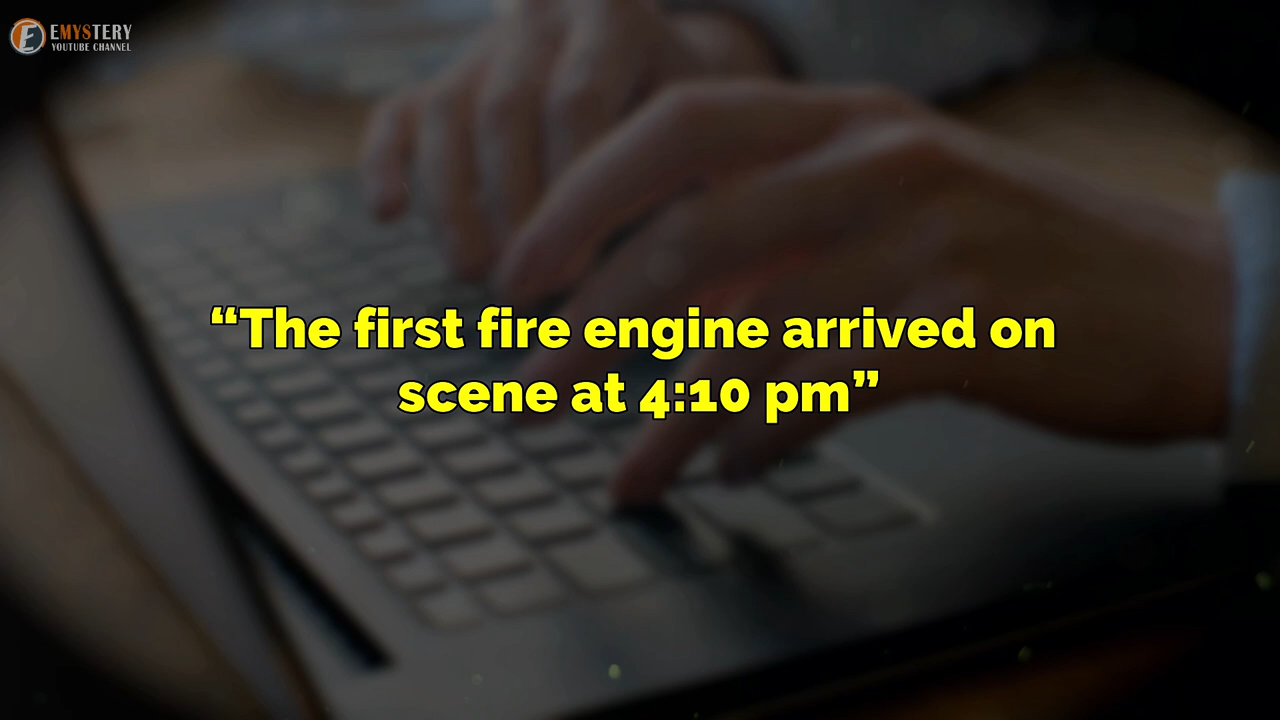 EMYSTERY
YOUTUBE CHANNEL
“The first fire engine arrived on
scene at 4:10 pm”